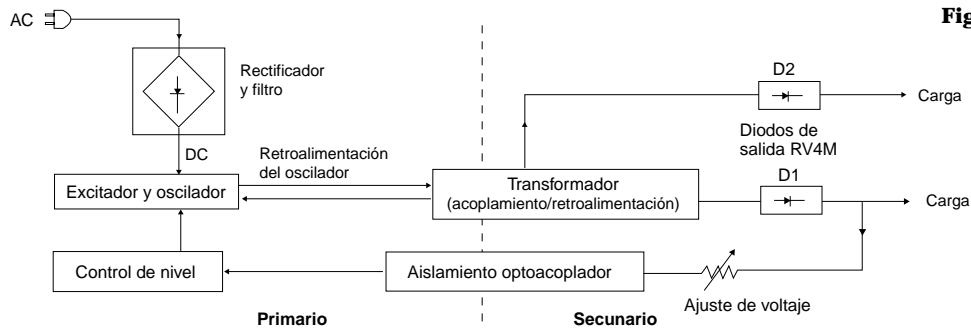 AC
Fig
Rectificador
y filtro
D2
Carga
Diodos de
salida RV4M
DC
Retroalimentación
del oscilador
Excitador y oscilador
Transformador
(acoplamiento/retroalimentación)
D1
Carga
Control de nivel
Aislamiento optoacoplador
Ajuste de voltaje
Primario
Secunario